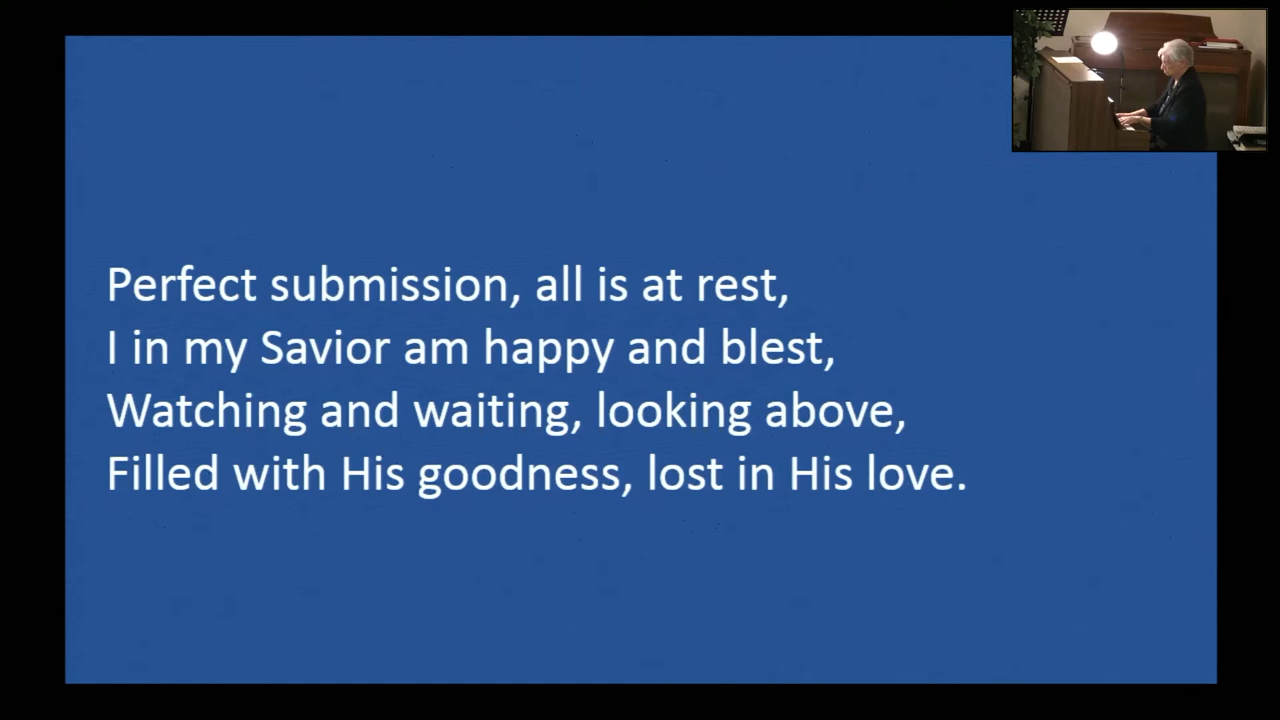 Perfect submission, all is at rest,
I in my Savior am happy and blest,
Watching and waiting, looking above,
Filled with His goodness, lost in His love.